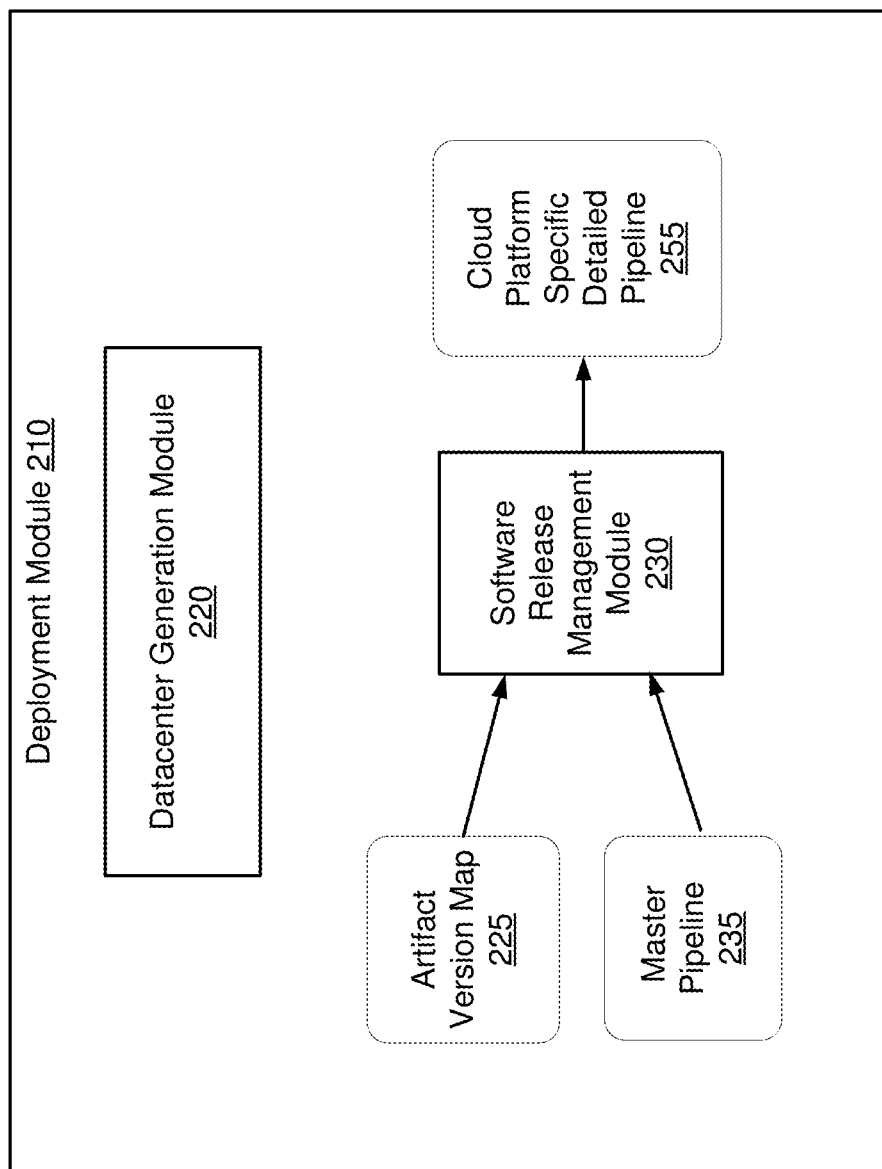 Deployment Module 210
Datacenter Generation Module
220
Artifact
Version Map
225
Master
Pipeline
235
Software
Release
Management
Module
230
Cloud
Platform
Specific
Detailed
Pipeline
255